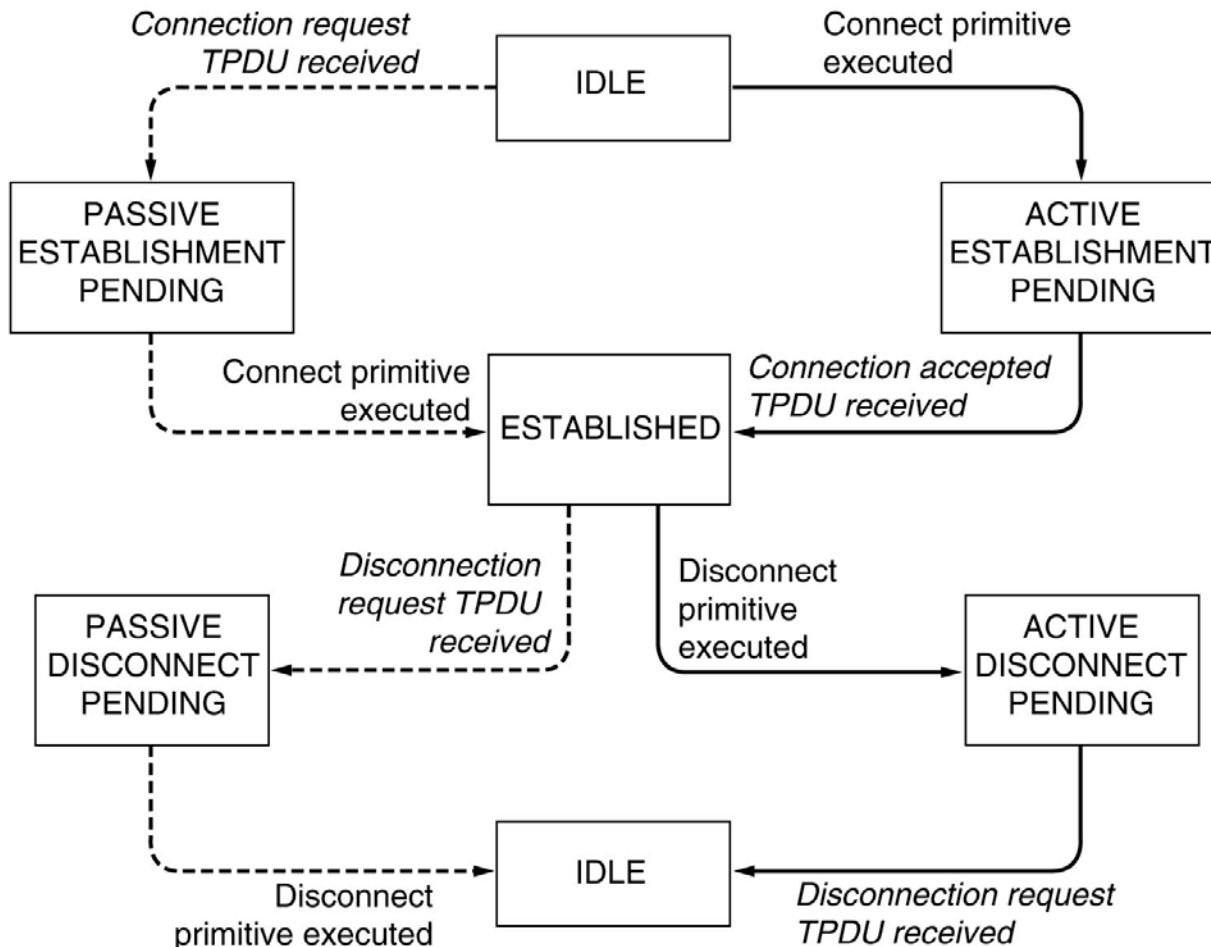 Connection request
TPDU received
IDLE
Connect primitive
executed
PASSIVE
ESTABLISHMENT
PENDING
ACTIVE
ESTABLISHMENT
PENDING
Connect primitive
executed
ESTABLISHED
Connection accepted
TPDU received
Disconnection
request TPDU
received
Disconnect
primitive
executed
PASSIVE
DISCONNECT
PENDING
ACTIVE
DISCONNECT
PENDING
Disconnect
primitive executed
IDLE
Disconnection request
TPDU received